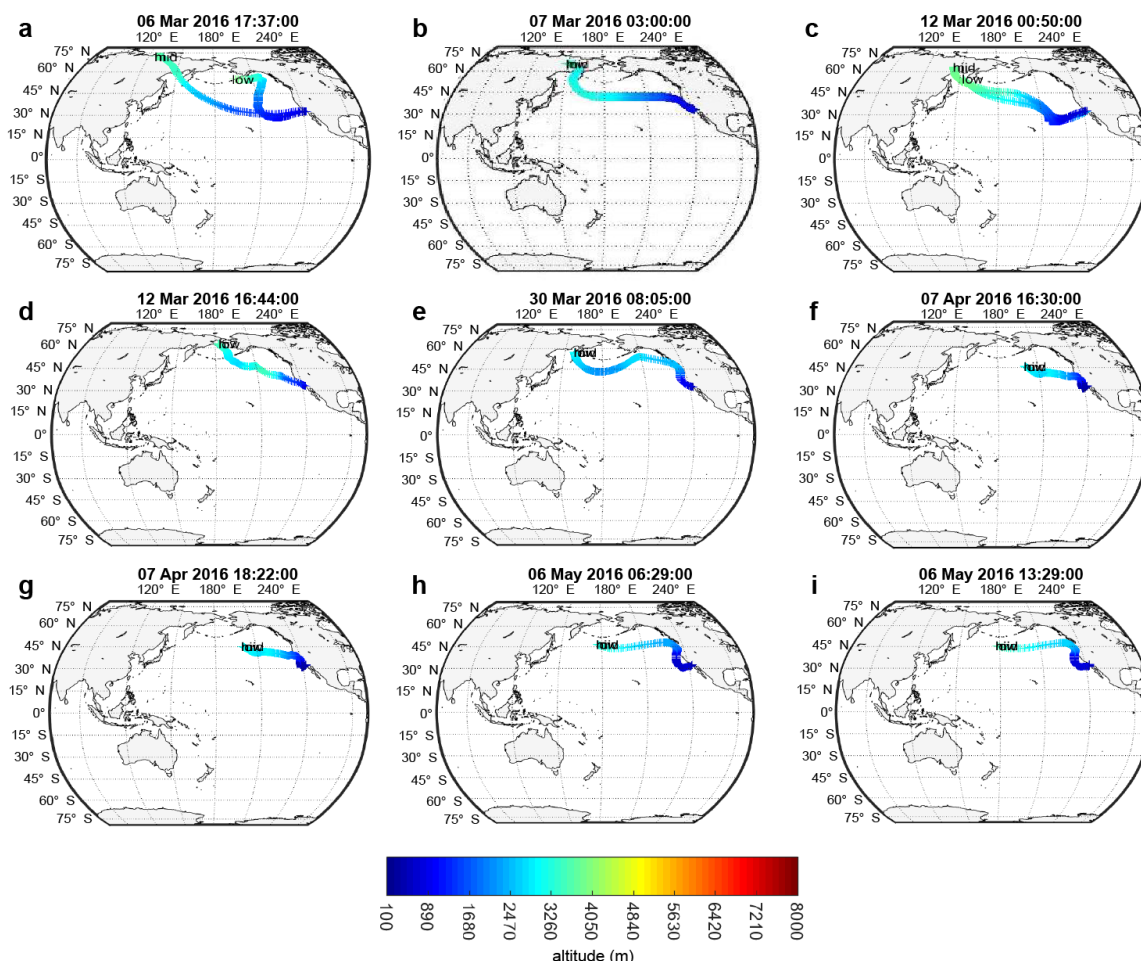 a
06 Mar 2016 17:37:00
120° E 180° E 240° E
75° N
60° N
45° N
30° N
15° N
0°
15° S
30° S
45° S
60° S
75° S
mid
low
b
07 Mar 2016 03:00:00
120° E 180° E 240° E
75° N
60° N
45° N
30° N
15° N
0°
15° S
30° S
45° S
60° S
75° S
low
c
12 Mar 2016 00:50:00
120° E 180° E 240° E
75° N
60° N
45° N
30° N
15° N
0°
15° S
30° S
45° S
60° S
75° S
mid
low
d
12 Mar 2016 16:44:00
120° E 180° E 240° E
75° N
60° N
45° N
30° N
15° N
0°
15° S
30° S
45° S
60° S
75° S
low
e
30 Mar 2016 08:05:00
120° E 180° E 240° E
75° N
60° N
45° N
30° N
15° N
0°
15° S
30° S
45° S
60° S
75° S
f
07 Apr 2016 16:30:00
120° E 180° E 240° E
75° N
60° N
45° N
30° N
15° N
0°
15° S
30° S
45° S
60° S
75° S
g
07 Apr 2016 18:22:00
120° E 180° E 240° E
75° N
60° N
45° N
30° N
15° N
0°
15° S
30° S
45° S
60° S
75° S
h
06 May 2016 06:29:00
120° E 180° E 240° E
75° N
60° N
45° N
30° N
15° N
0°
15° S
30° S
45° S
60° S
75° S
i
06 May 2016 13:29:00
120° E 180° E 240° E
75° N
60° N
45° N
30° N
15° N
0°
15° S
30° S
45° S
60° S
75° S
100 890 1680 2470 3260 4050 4840 5630 6420 7210 8000
altitude (m)